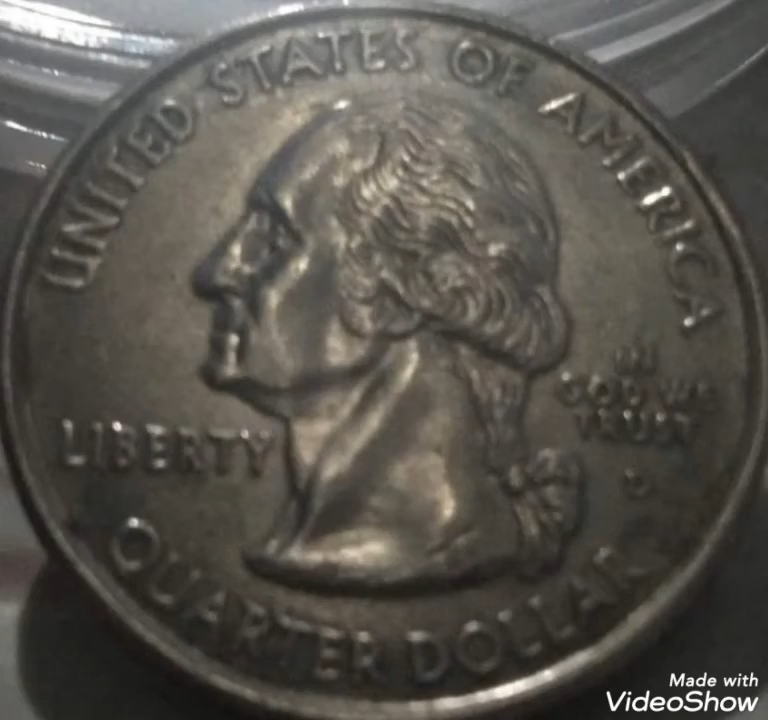 UNITED STATES OF AMERICA
LIBERTY
IN
GOD WE
TRUST
D
QUARTER DOLLAR
Made with
VideoShow